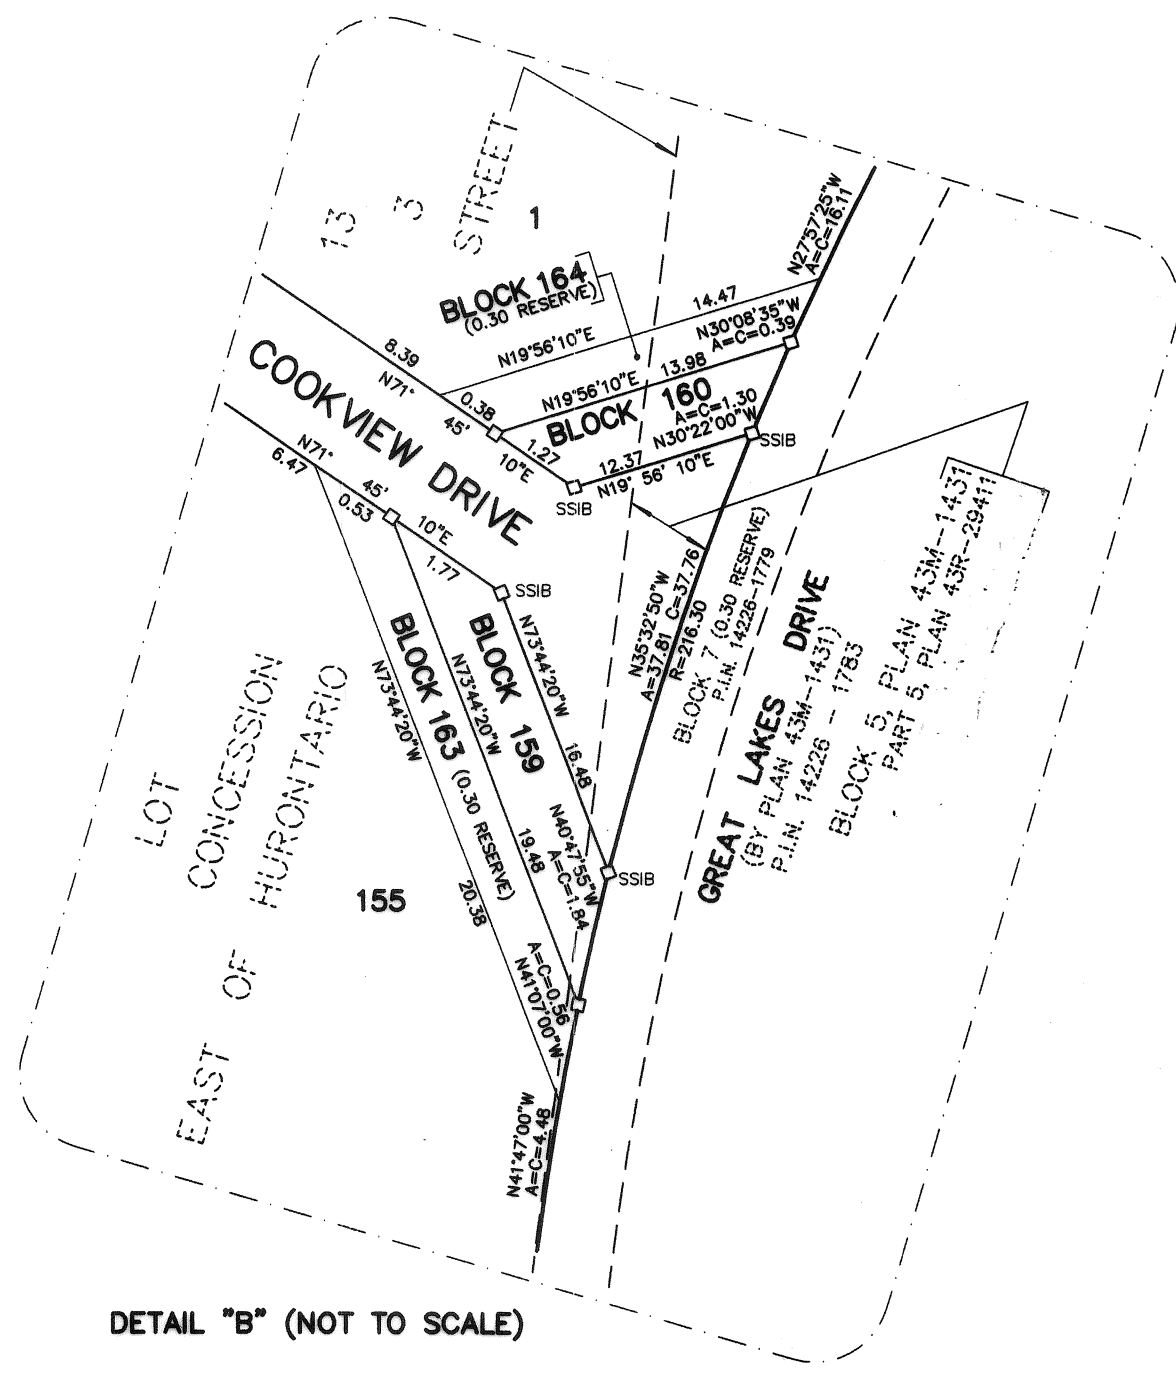 13
3
STREET
1
BLOCK 164
(0.30 RESERVE)
N27°57'25"W
A=C=16.11
14.47
N19°56'10"E
N30°08'35"W
A=C=0.39
8.39
N71°
0.38
45'
13.98
N19°56'10"E
BLOCK 160
A=C=1.30
N30°22'00"W
SSIB
1.27
10"E
12.37
N19° 56' 10"E
SSIB
COOKVIEW DRIVE
N71°
6.47
45'
0.53
10"E
1.77
SSIB
BLOCK 163 (0.30 RESERVE)
N73°44'20"W
20.38
BLOCK 159
N73°44'20"W
19.48
N73°44'20"W
16.48
N35°32'50"W
A=37.81 C=37.76
R=216.30
BLOCK 7 (0.30 RESERVE)
P.I.N. 14226-1779
GREAT LAKES DRIVE
(BY PLAN 43M-1431)
P.I.N. 14226 - 1783
BLOCK 5, PLAN 43M-1431
PART 5, PLAN 43R-29411
N40°47'55"W
A=C=1.84
SSIB
A=C=0.56
N41°07'00"W
N41°47'00"W
A=C=4.48
LOT
CONCESSION
HURONTARIO
EAST OF
155
DETAIL "B" (NOT TO SCALE)